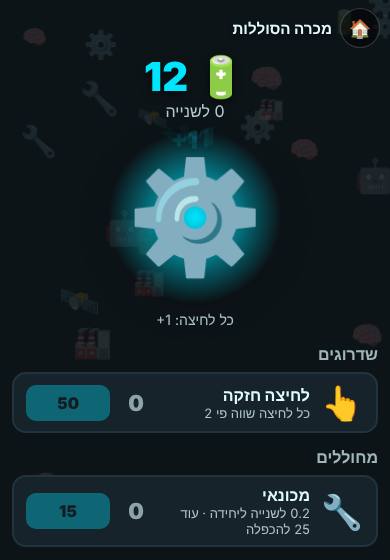 מכרה הסוללות
12
0 לשנייה
+11
כל לחיצה: 1+
שדרוגים
לחיצה חזקה
כל לחיצה שווה פי 2
0
50
מחוללים
מכונאי
0.2 לשנייה ליחידה · עוד
25 להכפלה
0
15